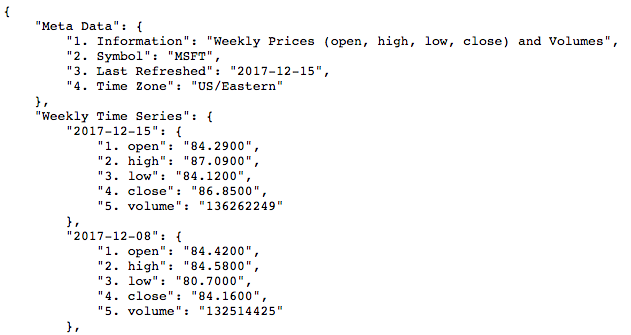 {
    "Meta Data": {
        "1. Information": "Weekly Prices (open, high, low, close) and Volumes",
        "2. Symbol": "MSFT",
        "3. Last Refreshed": "2017-12-15",
        "4. Time Zone": "US/Eastern"
    },
    "Weekly Time Series": {
        "2017-12-15": {
            "1. open": "84.2900",
            "2. high": "87.0900",
            "3. low": "84.1200",
            "4. close": "86.8500",
            "5. volume": "136262249"
        },
        "2017-12-08": {
            "1. open": "84.4200",
            "2. high": "84.5800",
            "3. low": "80.7000",
            "4. close": "84.1600",
            "5. volume": "132514425"
        },